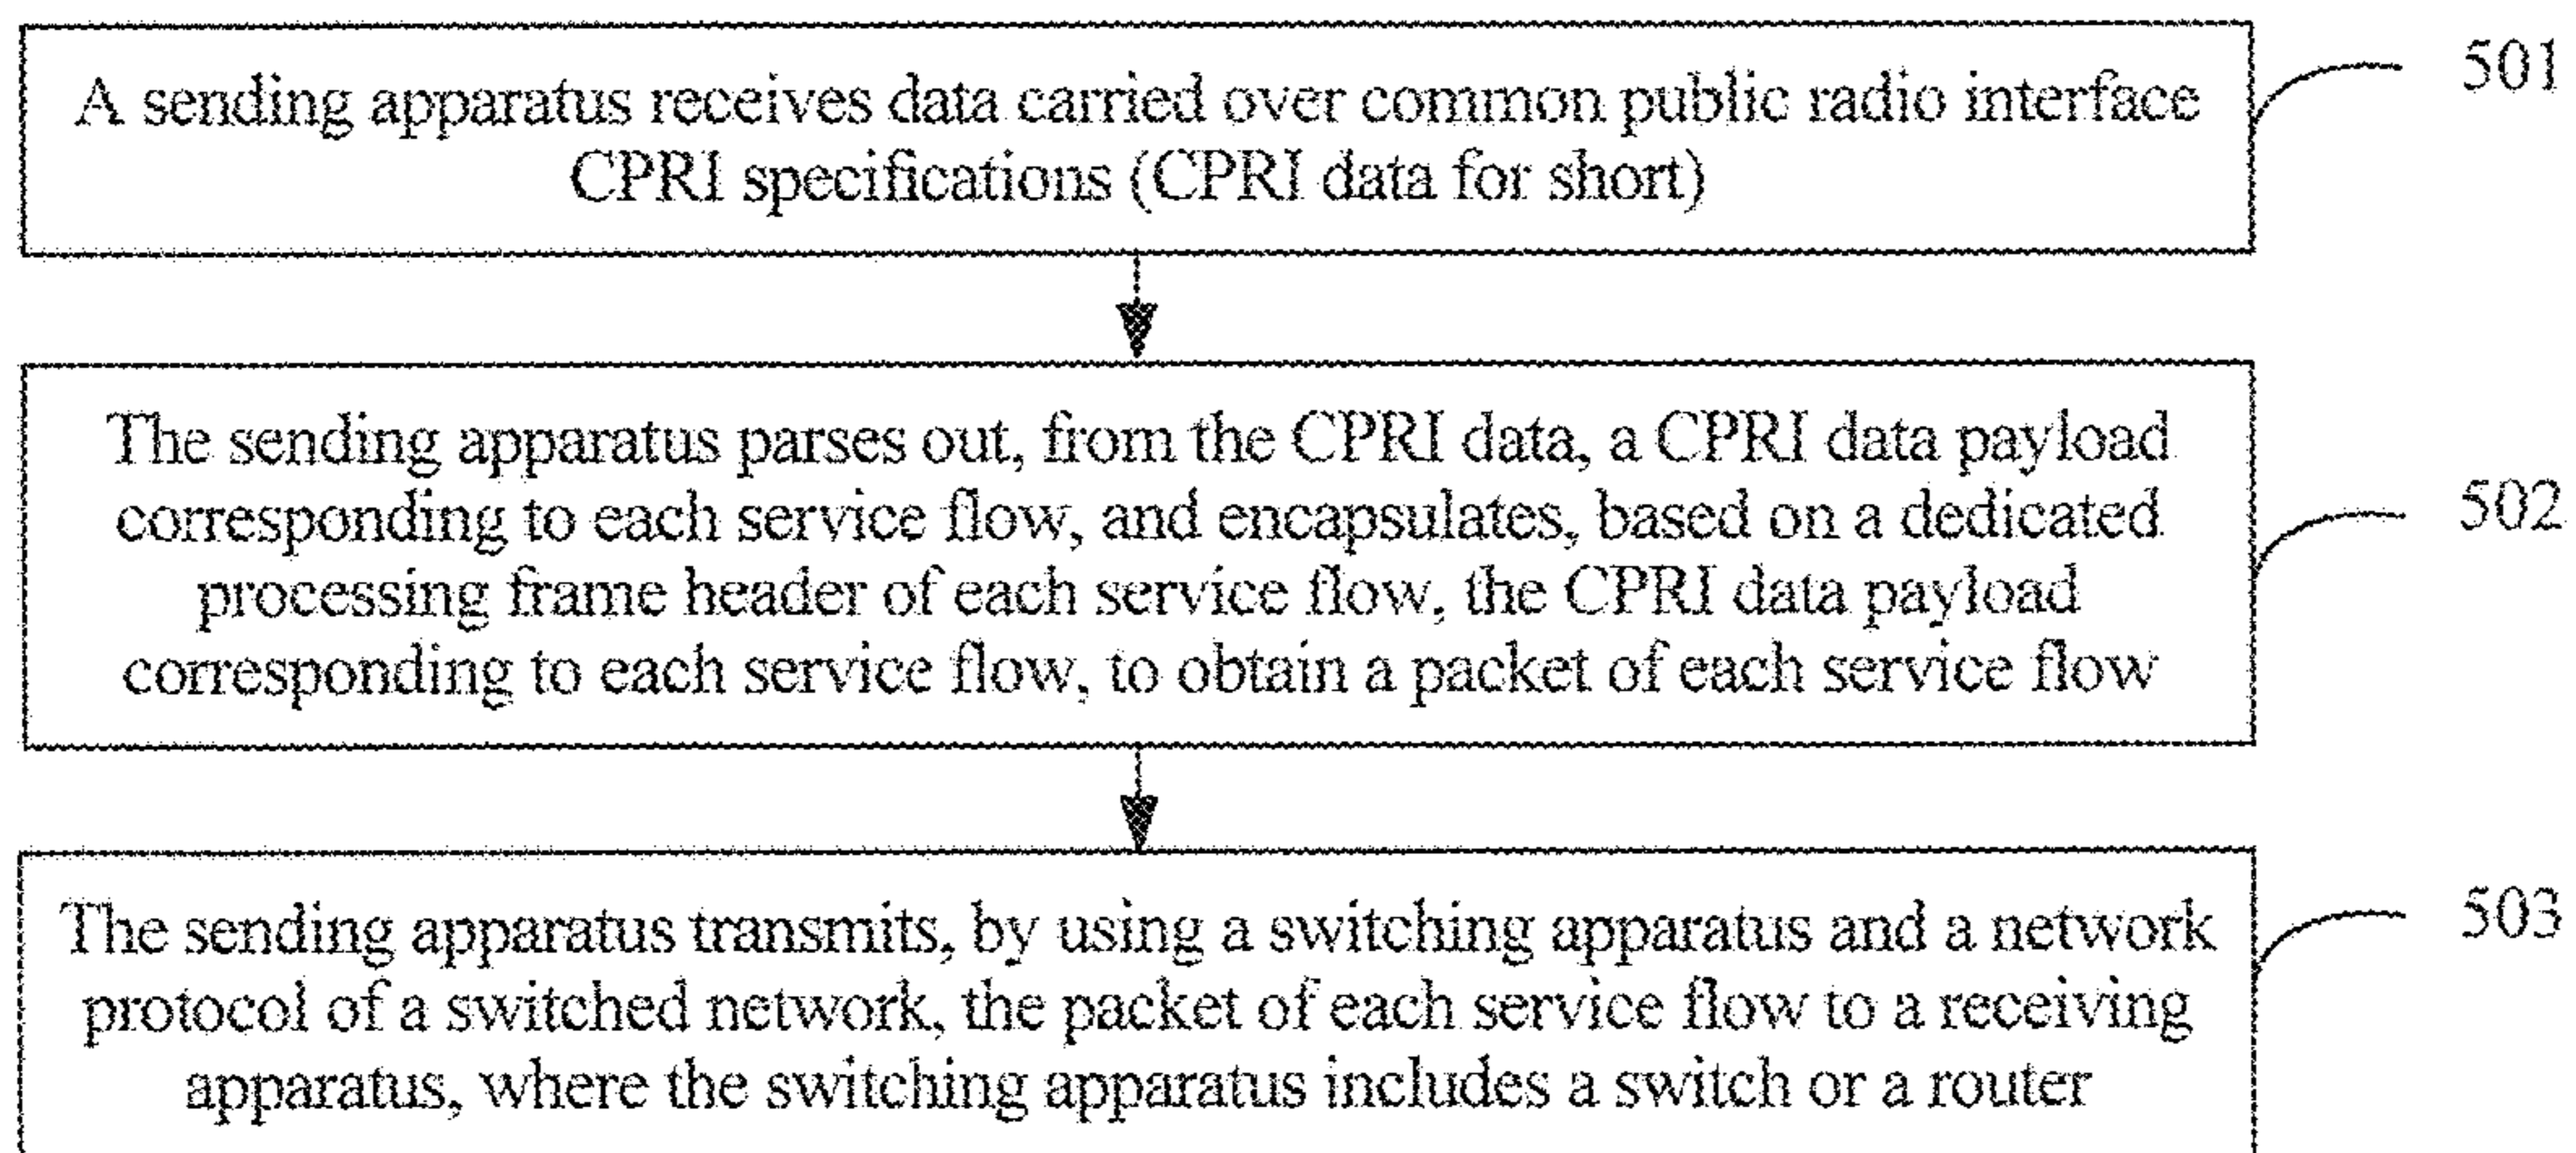 A sending apparatus receives data carried over common public radio interface
CPRI specifications (CPRI data for short)
501
The sending apparatus parses out, from the CPRI data, a CPRI data payload
corresponding to each service flow, and encapsulates, based on a dedicated
processing frame header of each service flow, the CPRI data payload
corresponding to each service flow, to obtain a packet of each service flow
502
The sending apparatus transmits, by using a switching apparatus and a network
protocol of a switched network, the packet of each service flow to a receiving
apparatus, where the switching apparatus includes a switch or a router
503